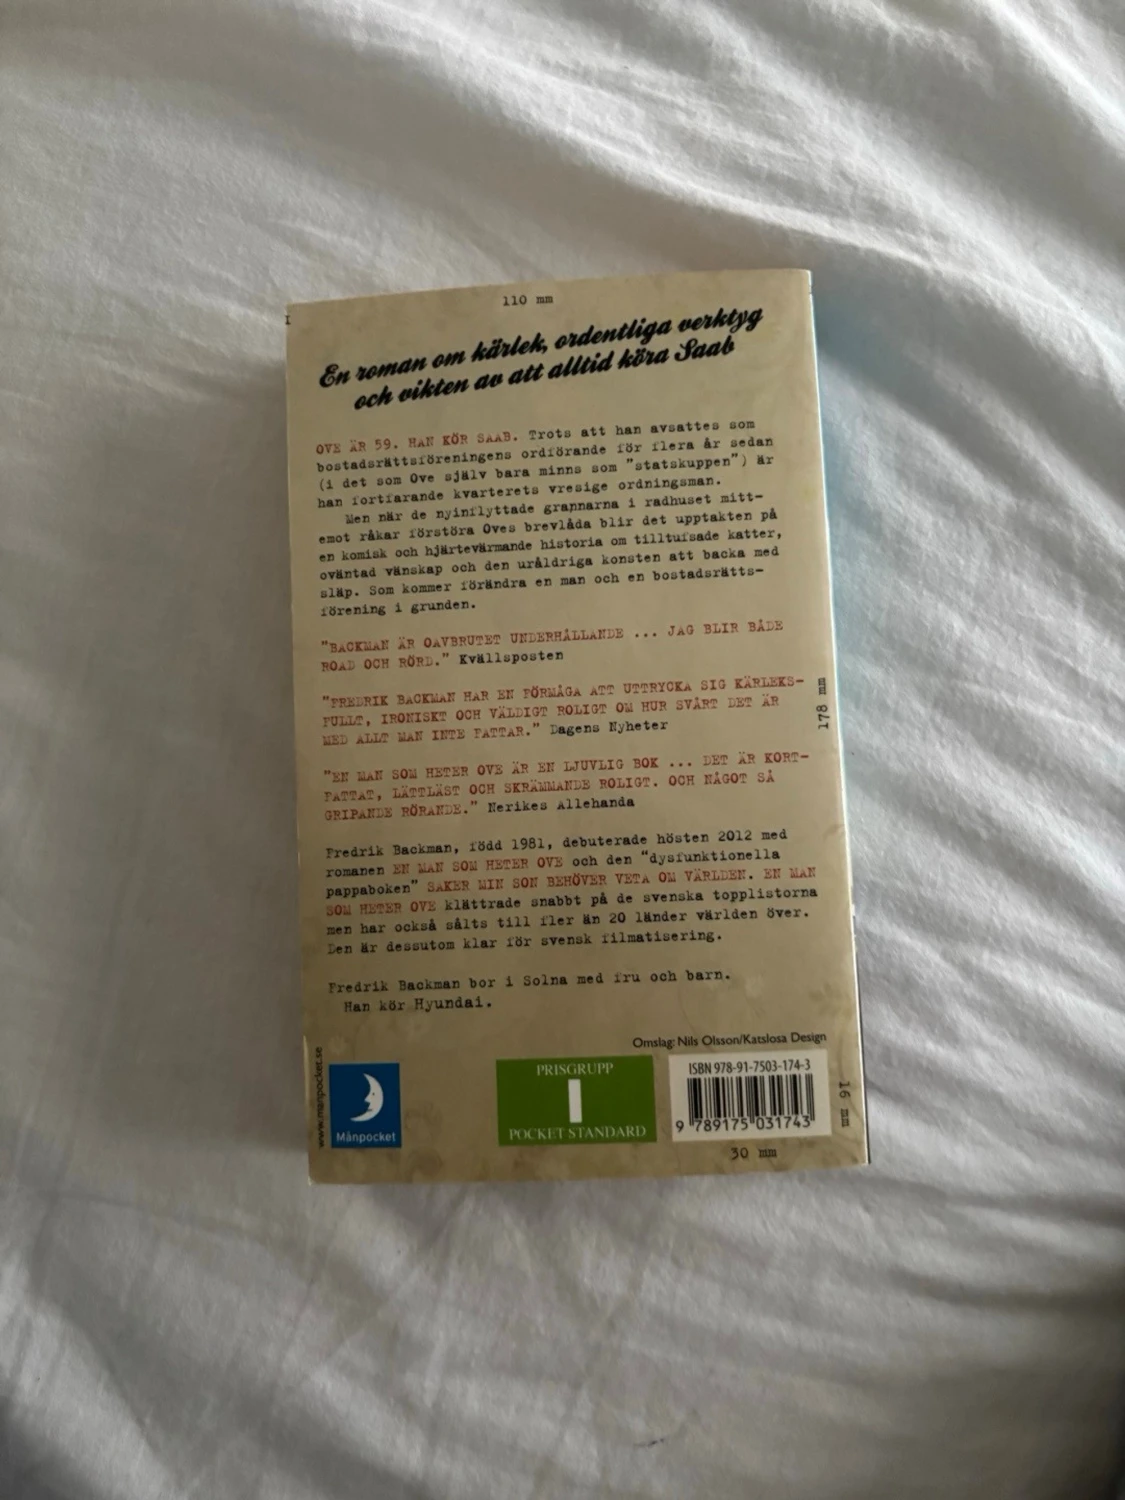 110 mm
I
En roman om kärlek, ordentliga verktyg
och vikten av att alltid köra Saab
OVE ÄR 59. HAN KÖR SAAB. Trots att han avsattes som
bostadsrättsföreningens ordförande för flera år sedan
(i det som Ove själv bara minns som "statskuppen") är
han fortfarande kvarterets vresige ordningsman.
Men när de nyinflyttade grannarna i radhuset mitt-
emot råkar förstöra Oves brevlåda blir det upptakten på
en komisk och hjärtevärmande historia om tilltufsade katter,
oväntad vänskap och den uråldriga konsten att backa med
släp. Som kommer förändra en man och en bostadsrätts-
förening i grunden.
"BACKMAN ÄR OAVBRUTET UNDERHÅLLANDE ... JAG BLIR BÅDE
ROAD OCH RÖRD." Kvällsposten
"FREDRIK BACKMAN HAR EN FÖRMÅGA ATT UTTRYCKA SIG KÄRLEKS-
FULLT, IRONISKT OCH VÄLDIGT ROLIGT OM HUR SVÅRT DET ÄR
MED ALLT MAN INTE FATTAR." Dagens Nyheter
178 mm
"EN MAN SOM HETER OVE ÄR EN LJUVLIG BOK ... DET ÄR KORT-
FATTAT, LÄTTLÄST OCH SKRÄMMANDE ROLIGT. OCH NÅGOT SÅ
GRIPANDE RÖRANDE." Nerikes Allehanda
Fredrik Backman, född 1981, debuterade hösten 2012 med
romanen EN MAN SOM HETER OVE och den "dysfunktionella
pappaboken" SAKER MIN SON BEHÖVER VETA OM VÄRLDEN. EN MAN
SOM HETER OVE klättrade snabbt på de svenska topplistorna
men har också sålts till fler än 20 länder världen över.
Den är dessutom klar för svensk filmatisering.
Fredrik Backman bor i Solna med fru och barn.
Han kör Hyundai.
Omslag: Nils Olsson/Katslosa Design
www.manpocket.se
Månpocket
PRISGRUPP
1
POCKET STANDARD
ISBN 978-91-7503-174-3
9 789175 031743
16 mm
30 mm